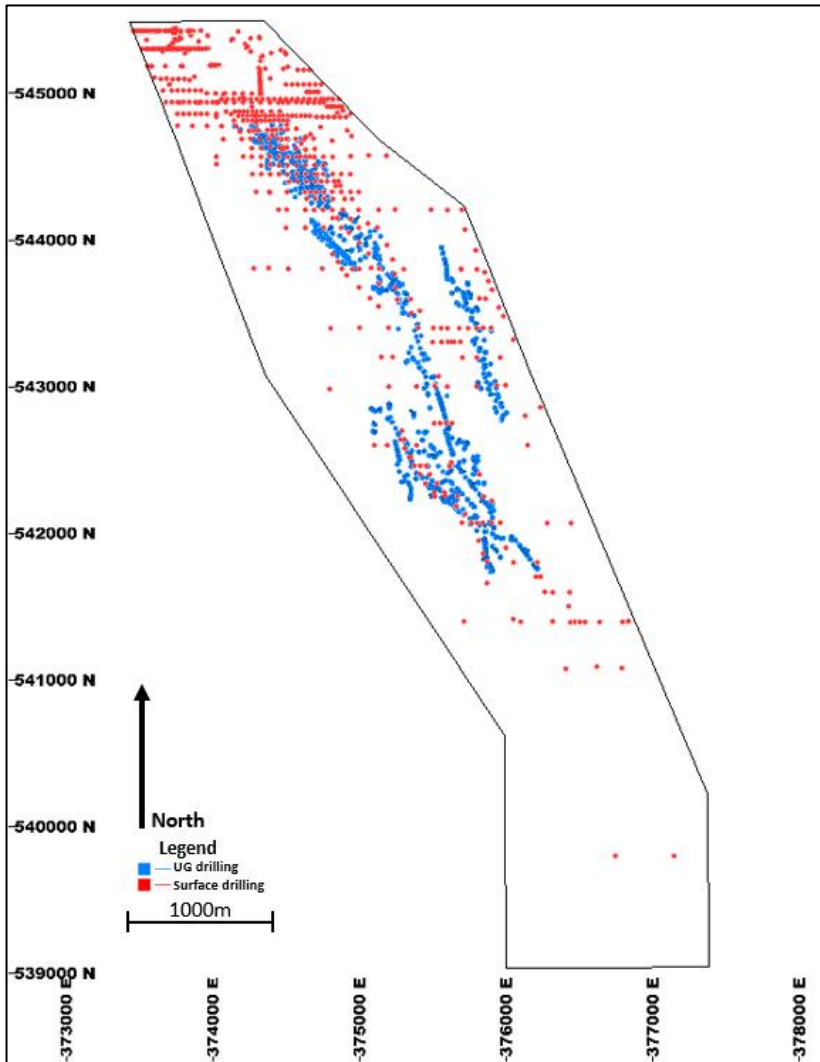 545000 N
544000 N
543000 N
542000 N
541000 N
540000 N
539000 N
North
Legend
UG drilling
Surface drilling
1000m
373000 E
374000 E
375000 E
376000 E
377000 E
378000 E